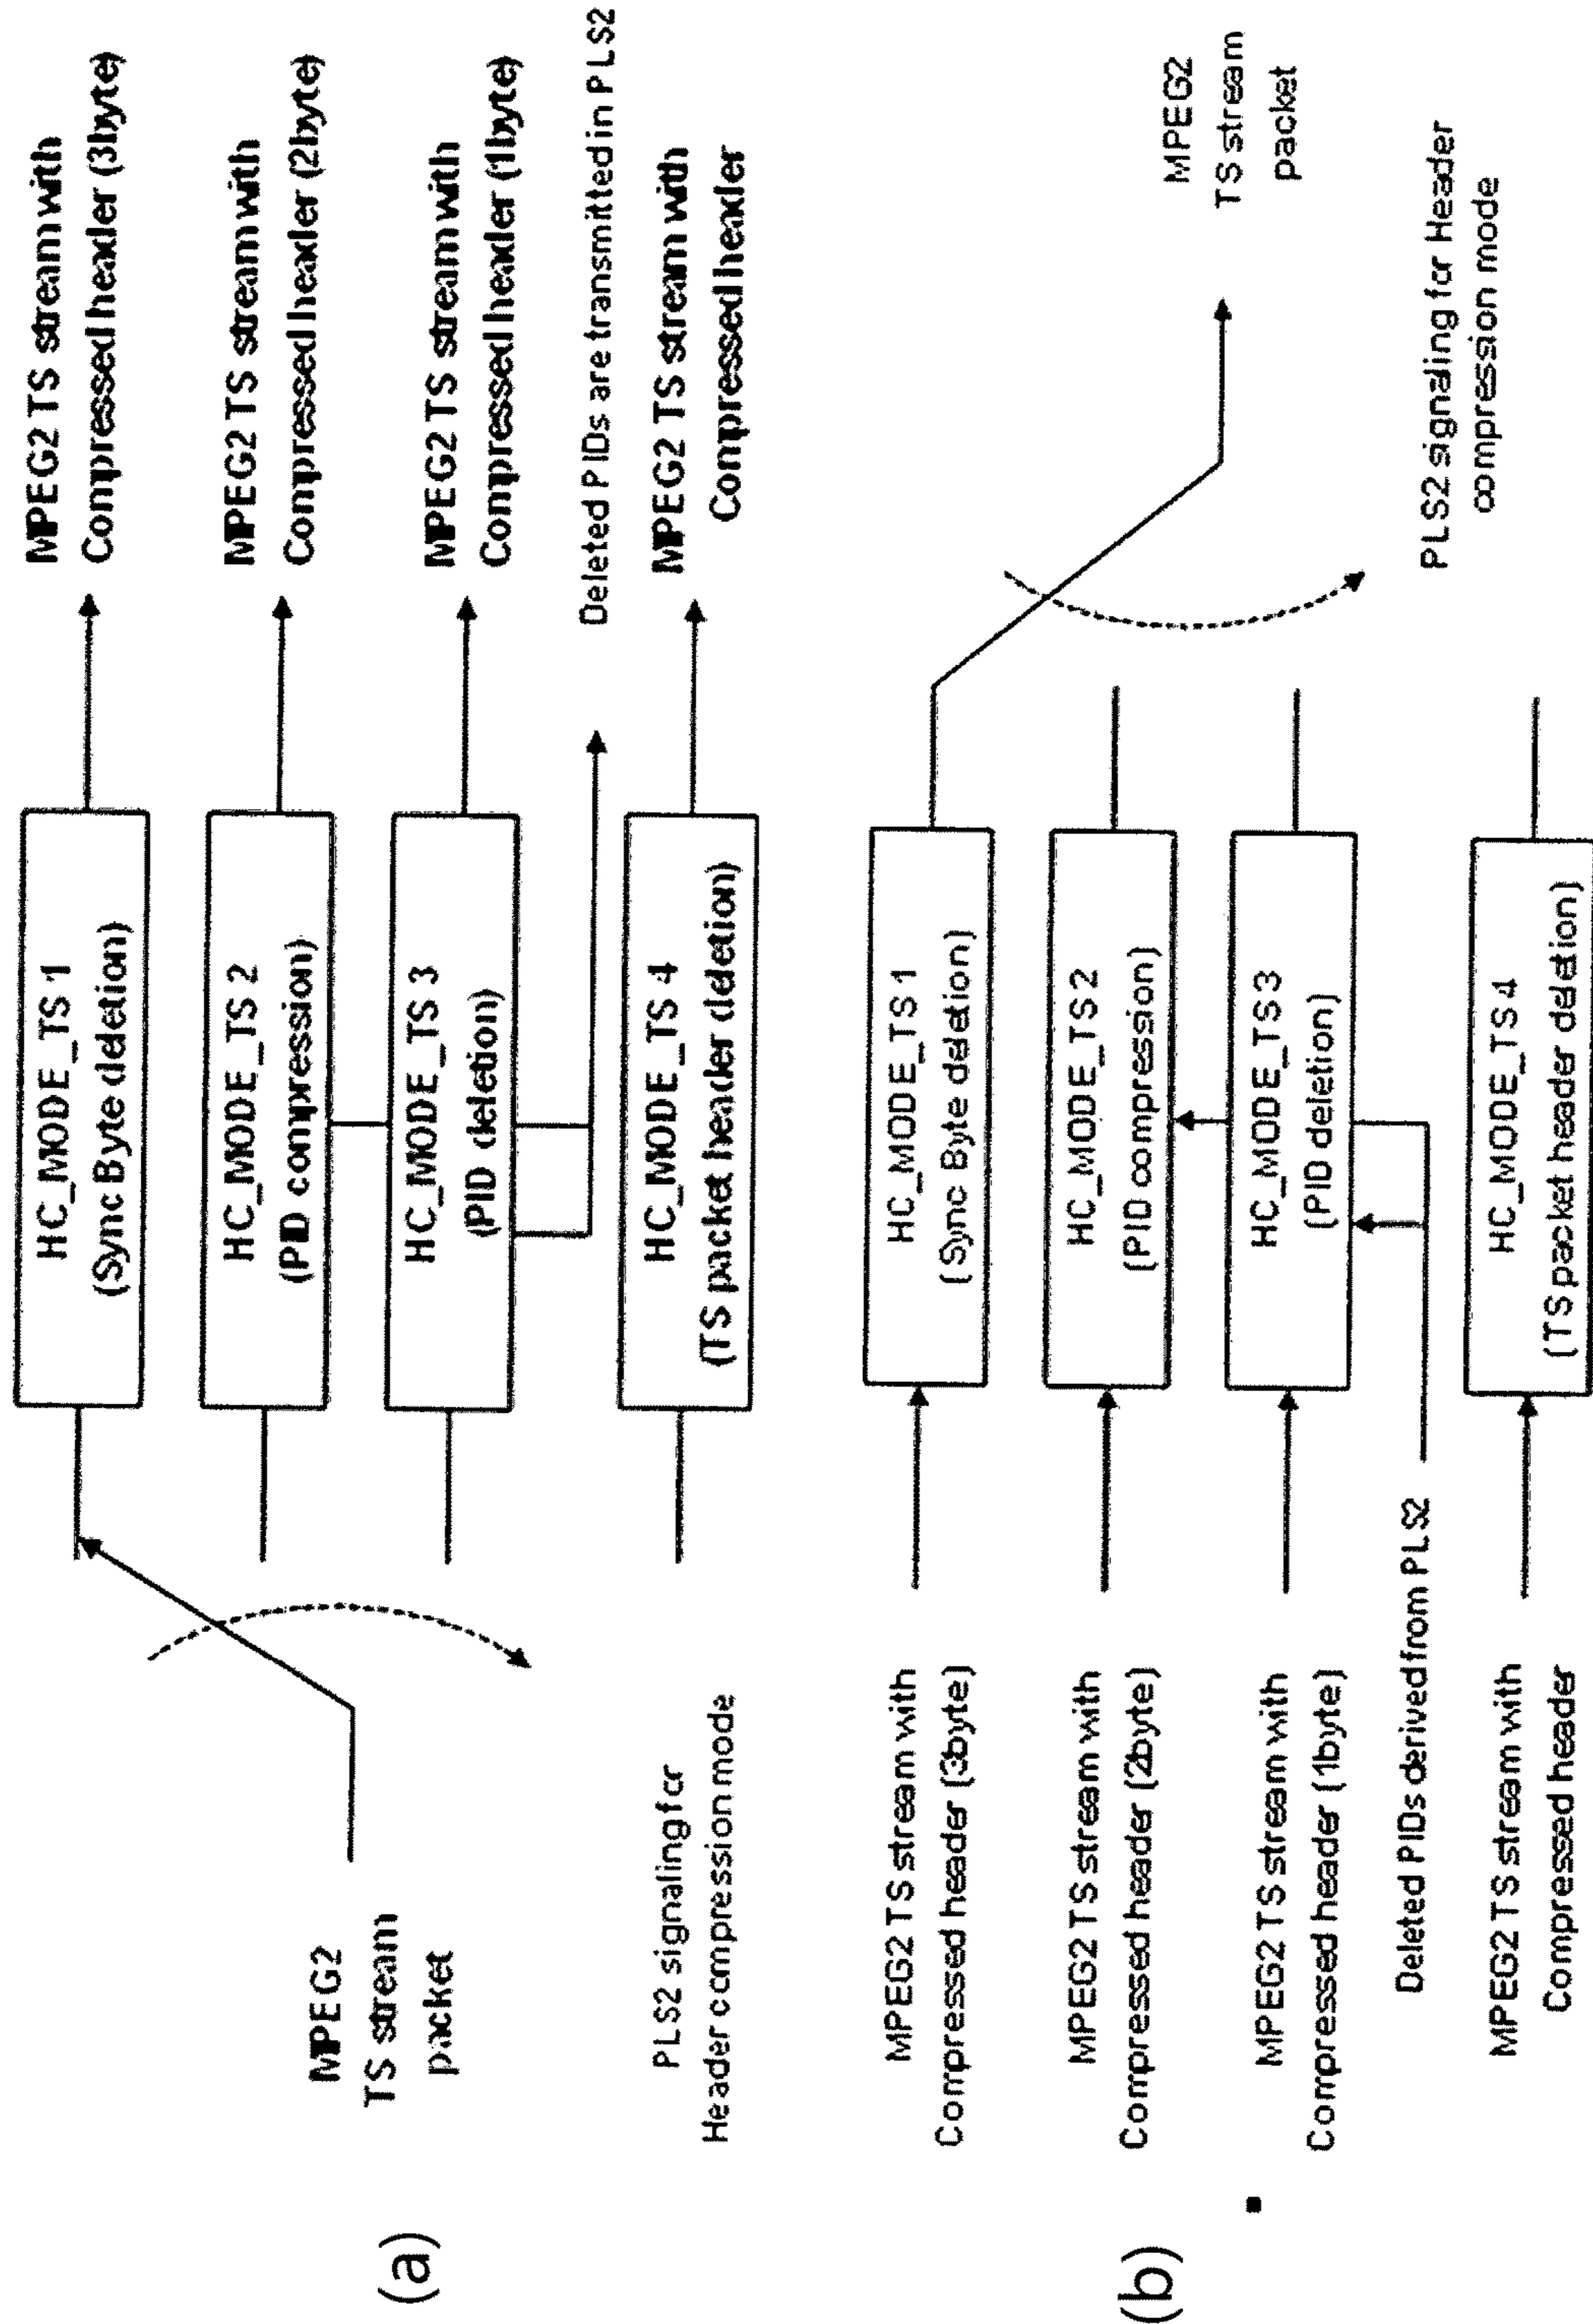 (a)
MPEG2
TS stream
packet
PLS2 signaling for
Header compression mode
HC_MODE_TS 1
(Sync Byte deletion)
HC_MODE_TS 2
(PID compression)
HC_MODE_TS 3
(PID deletion)
HC_MODE_TS 4
(TS packet header deletion)
MPEG2 TS stream with
Compressed header (3byte)
MPEG2 TS stream with
Compressed header (2byte)
MPEG2 TS stream with
Compressed header (1byte)
Deleted PIDs are transmitted in PLS2
MPEG2 TS stream with
Compressed header
(b)
MPEG2 TS stream with
Compressed header (3byte)
MPEG2 TS stream with
Compressed header (2byte)
MPEG2 TS stream with
Compressed header (1byte)
Deleted PIDs derived from PLS2
MPEG2 TS stream with
Compressed header
HC_MODE_TS 1
(Sync Byte deletion)
HC_MODE_TS 2
(PID compression)
HC_MODE_TS 3
(PID deletion)
HC_MODE_TS 4
(TS packet header deletion)
MPEG2
TS stream
packet
PLS2 signaling for Header
compression mode